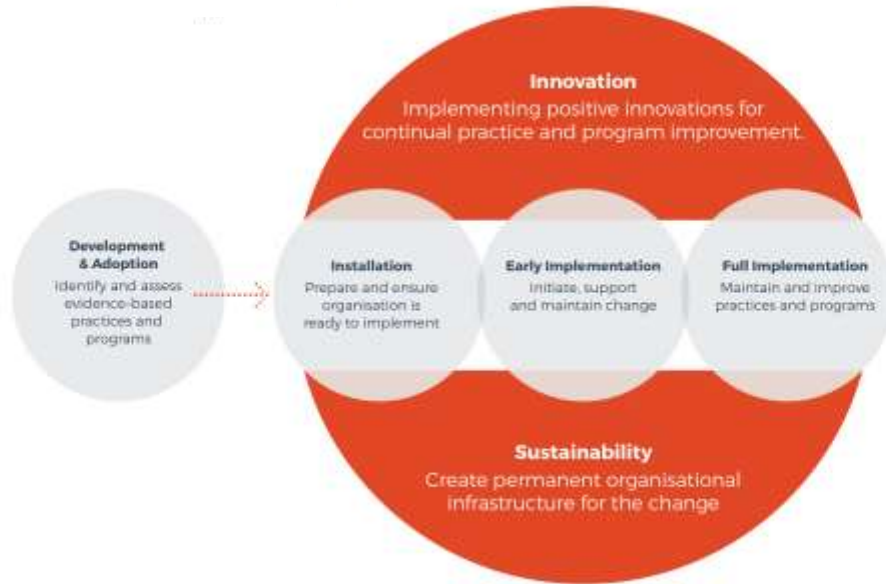 Innovation
Implementing positive innovations for
continual practice and program improvement.
Development
& Adoption
Identify and assess
evidence-based
practices and
programs
Installation
Prepare and ensure
organisation is
ready to implement
Early Implementation
Initiate, support
and maintain change
Full Implementation
Maintain and improve
practices and programs
Sustainability
Create permanent organisational
infrastructure for the change